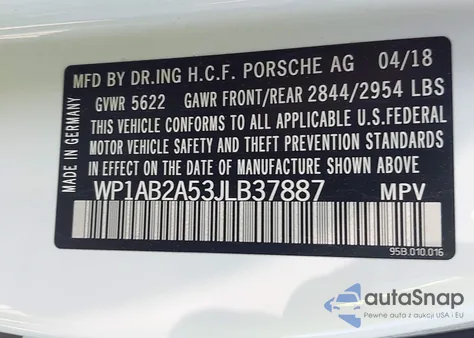 MFD BY DR.ING H.C.F. PORSCHE AG 04/18
GVWR 5622 GAWR FRONT/REAR 2844/2954 LBS
THIS VEHICLE CONFORMS TO ALL APPLICABLE U.S.FEDERAL
MOTOR VEHICLE SAFETY AND THEFT PREVENTION STANDARDS
IN EFFECT ON THE DATE OF MANUFACTURE SHOWN ABOVE.
WP1AB2A53JLB37887 MPV
MADE IN GERMANY
95B.010.016
autoSnap
Pewne auta z aukcji USA i EU